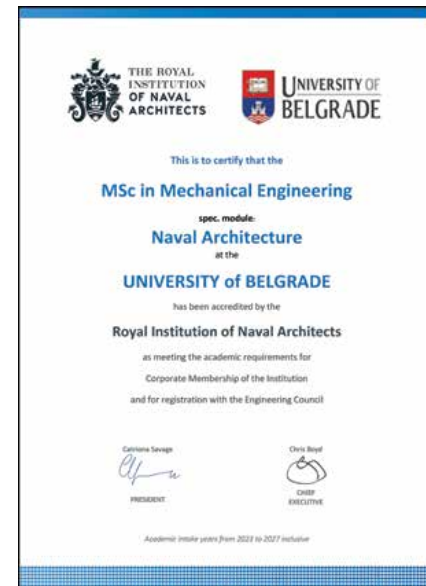 THE ROYAL
INSTITUTION
OF NAVAL
ARCHITECTS
UNIVERSITY OF
BELGRADE
This is to certify that the
MSc in Mechanical Engineering
spec. module:
Naval Architecture
at the
UNIVERSITY of BELGRADE
has been accredited by the
Royal Institution of Naval Architects
as meeting the academic requirements for
Corporate Membership of the Institution
and for registration with the Engineering Council
Catriona Savage
Chris Boyd
PRESIDENT
CHIEF
EXECUTIVE
Academic intake years from 2023 to 2027 inclusive